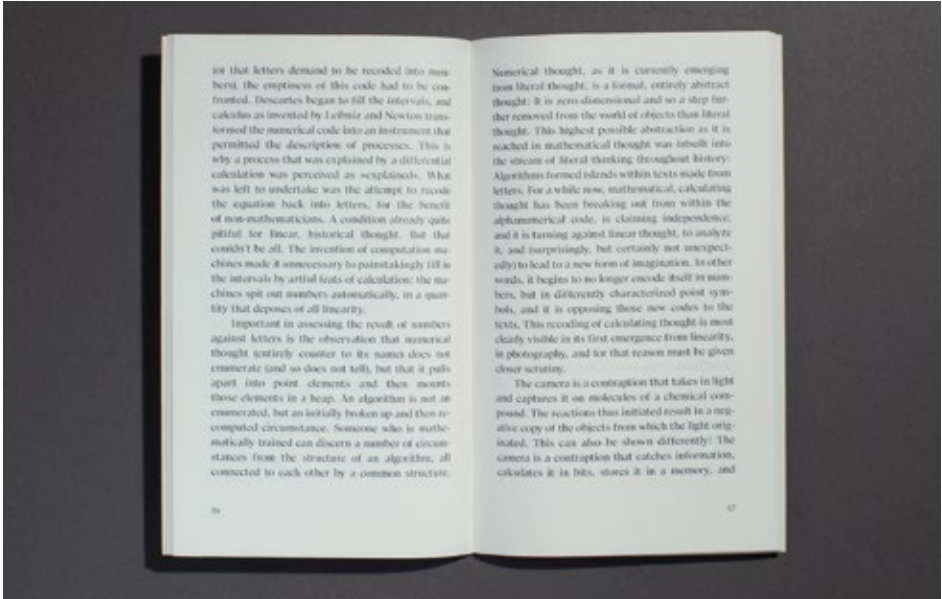 for that letters demand to be recoded into num-
bers), the emptiness of this code had to be con-
fronted. Descartes began to fill the intervals, and
calculus as invented by Leibniz and Newton trans-
formed the numerical code into an instrument that
permitted the description of processes. This is
why a process that was explained by a differential
calculation was perceived as »explained«. What
was left to undertake was the attempt to recode
the equation back into letters, for the benefit
of non-mathematicians. A condition already quite
pitiful for linear, historical thought. But that
couldn't be all. The invention of computation ma-
chines made it unnecessary to painstakingly fill in
the intervals by artful feats of calculation: the ma-
chines spit out numbers automatically, in a quan-
tity that deposes of all linearity.
Important in assessing the revolt of numbers
against letters is the observation that numerical
thought (entirely counter to its name) does not
enumerate (and so does not tell), but that it pulls
apart into point elements and then mounts
those elements in a heap. An algorithm is not an
enumerated, but an initially broken up and then re-
computed circumstance. Someone who is mathe-
matically trained can discern a number of circum-
stances from the structure of an algorithm, all
connected to each other by a common structure.
Numerical thought, as it is currently emerging
from literal thought, is a formal, entirely abstract
thought: It is zero-dimensional and so a step fur-
ther removed from the world of objects than literal
thought. This highest possible abstraction as it is
reached in mathematical thought was inbuilt into
the stream of literal thinking throughout history:
Algorithms formed islands within texts made from
letters. For a while now, mathematical, calculating
thought has been breaking out from within the
alphanumerical code, is claiming independence,
and it is turning against linear thought, to analyze
it, and (surprisingly, but certainly not unexpect-
edly) to lead to a new form of imagination. In other
words, it begins to no longer encode itself in num-
bers, but in differently characterized point sym-
bols, and it is opposing those new codes to the
texts. This recoding of calculating thought is most
clearly visible in its first emergence from linearity,
in photography, and for that reason must be given
closer scrutiny.
The camera is a contraption that takes in light
and captures it on molecules of a chemical com-
pound. The reactions thus initiated result in a neg-
ative copy of the objects from which the light orig-
inated. This can also be shown differently: The
camera is a contraption that catches information,
calculates it in bits, stores it in a memory, and